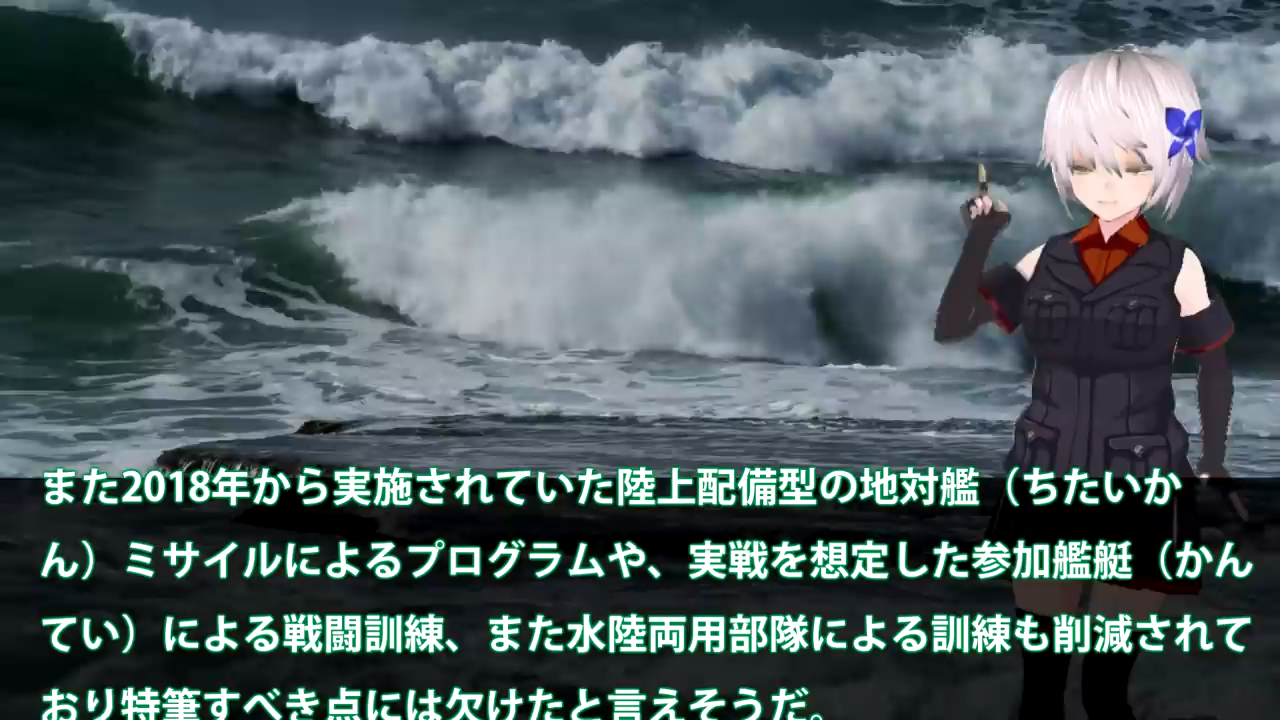 また2018年から実施されていた陸上配備型の地対艦（ちたいか
ん）ミサイルによるプログラムや、実戦を想定した参加艦艇（かん
てい）による戦闘訓練、また水陸両用部隊による訓練も削減されて
おり特筆すべき点には欠けたと言えそうだ。